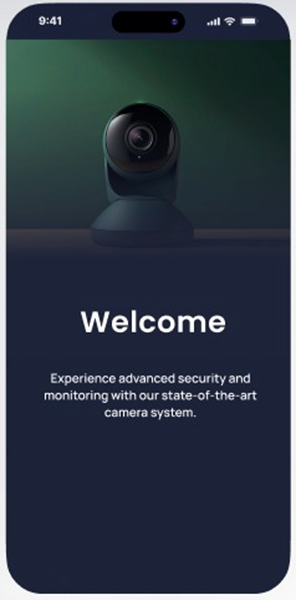 9:41
Welcome
Experience advanced security and
monitoring with our state-of-the-art
camera system.